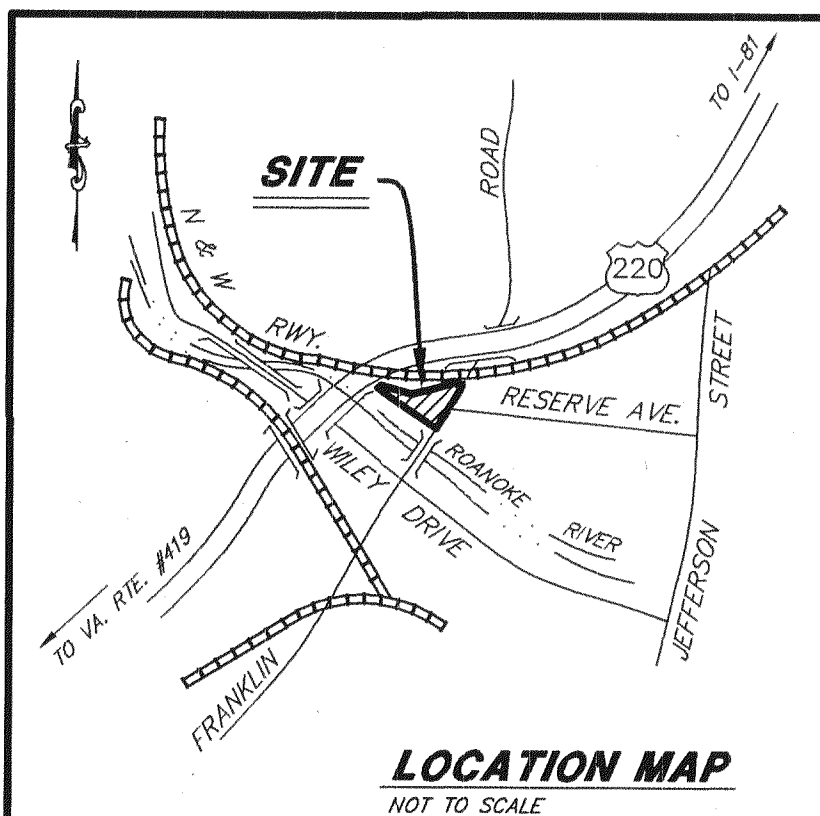 TO I-81
ROAD
SITE
N & W
220
RWY.
STREET
RESERVE AVE.
ROANOKE
WILEY
DRIVE
RIVER
TO VA. RTE. #419
JEFFERSON
FRANKLIN
LOCATION MAP
NOT TO SCALE